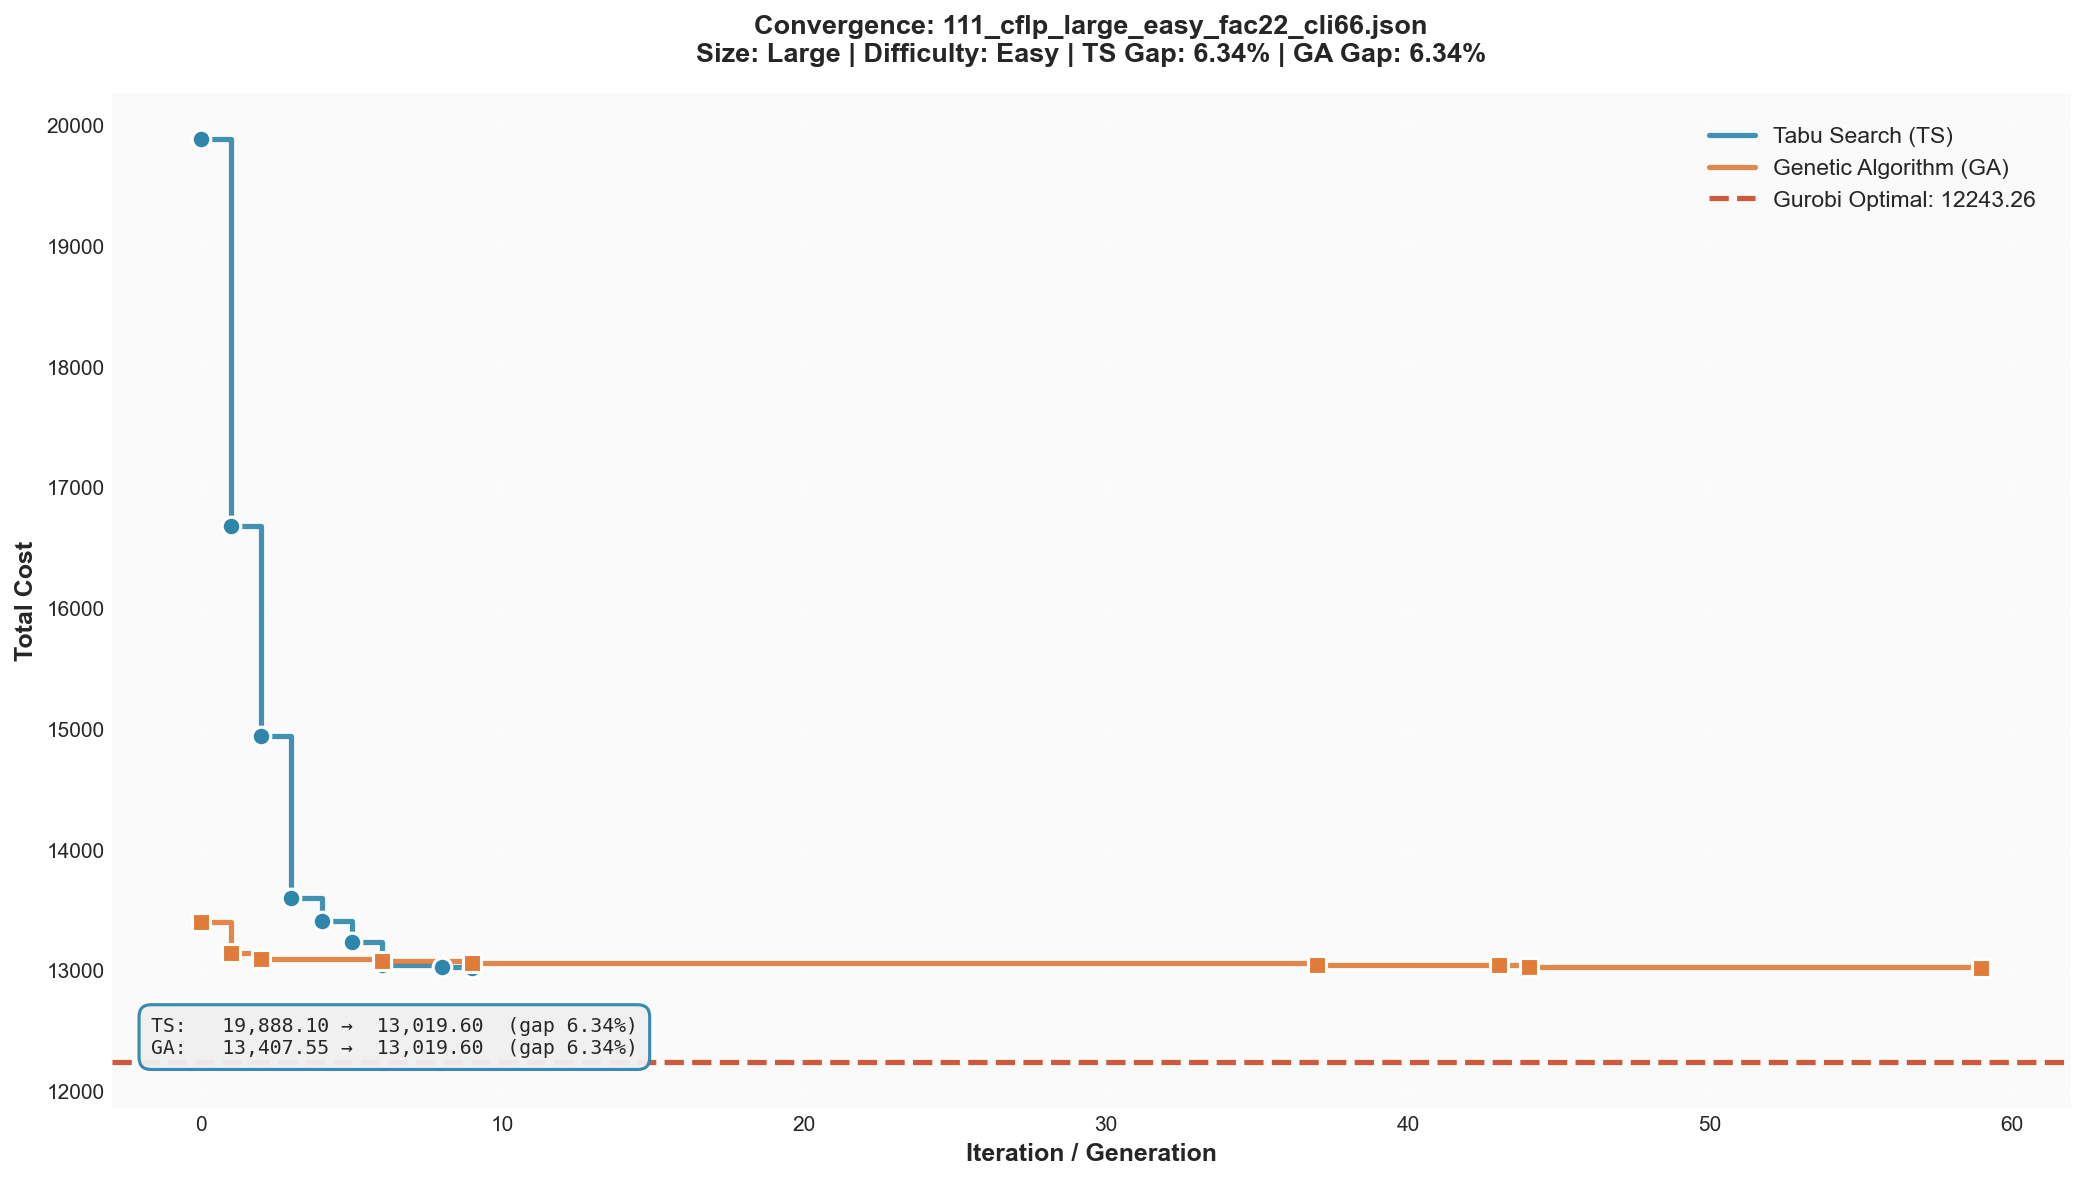 Convergence: 111_cflp_large_easy_fac22_cli66.json
Size: Large | Difficulty: Easy | TS Gap: 6.34% | GA Gap: 6.34%
Tabu Search (TS)
Genetic Algorithm (GA)
Gurobi Optimal: 12243.26
Total Cost
20000
19000
18000
17000
16000
15000
14000
13000
12000
TS:   19,888.10 →  13,019.60  (gap 6.34%)
GA:   13,407.55 →  13,019.60  (gap 6.34%)
0 10 20 30 40 50 60
Iteration / Generation